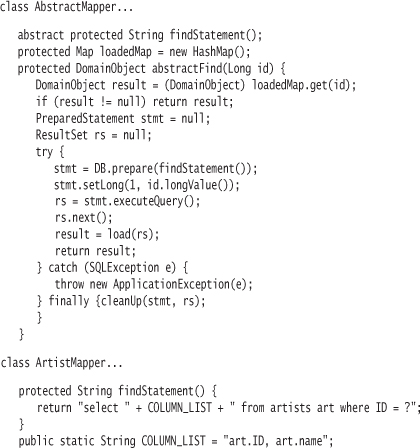 class AbstractMapper...
abstract protected String findStatement();
protected Map loadedMap = new HashMap();
protected DomainObject abstractFind(Long id) {
DomainObject result = (DomainObject) loadedMap.get(id);
if (result != null) return result;
PreparedStatement stmt = null;
ResultSet rs = null;
try {
stmt = DB.prepare(findStatement());
stmt.setLong(1, id.longValue());
rs = stmt.executeQuery();
rs.next();
result = load(rs);
return result;
} catch (SQLException e) {
throw new ApplicationException(e);
} finally {cleanUp(stmt, rs);
}
}
class ArtistMapper...
protected String findStatement() {
return "select " + COLUMN_LIST + " from artists art where ID = ?";
}
public static String COLUMN_LIST = "art.ID, art.name";